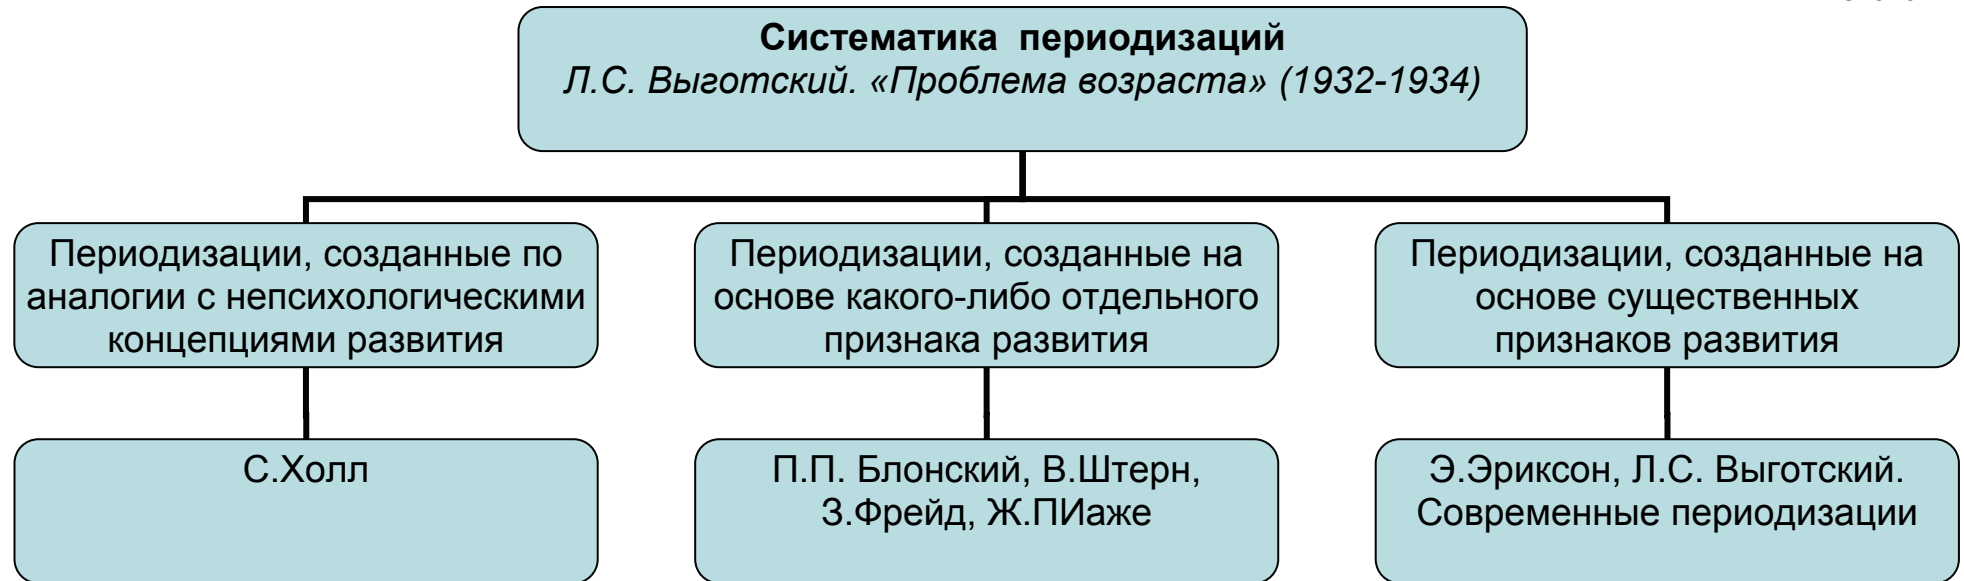 Систематика периодизаций
Л.С. Выготский. «Проблема возраста» (1932-1934)
Периодизации, созданные по
аналогии с непсихологическими
концепциями развития
Периодизации, созданные на
основе какого-либо отдельного
признака развития
Периодизации, созданные на
основе существенных
признаков развития
С.Холл
П.П. Блонский, В.Штерн,
З.Фрейд, Ж.ПИаже
Э.Эриксон, Л.С. Выготский.
Современные периодизации